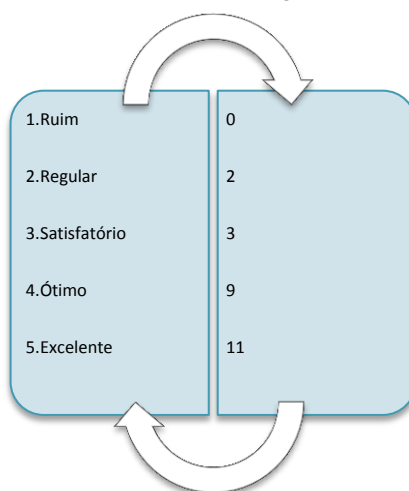 1.Ruim 0
2.Regular 2
3.Satisfatório 3
4.Ótimo 9
5.Excelente 11